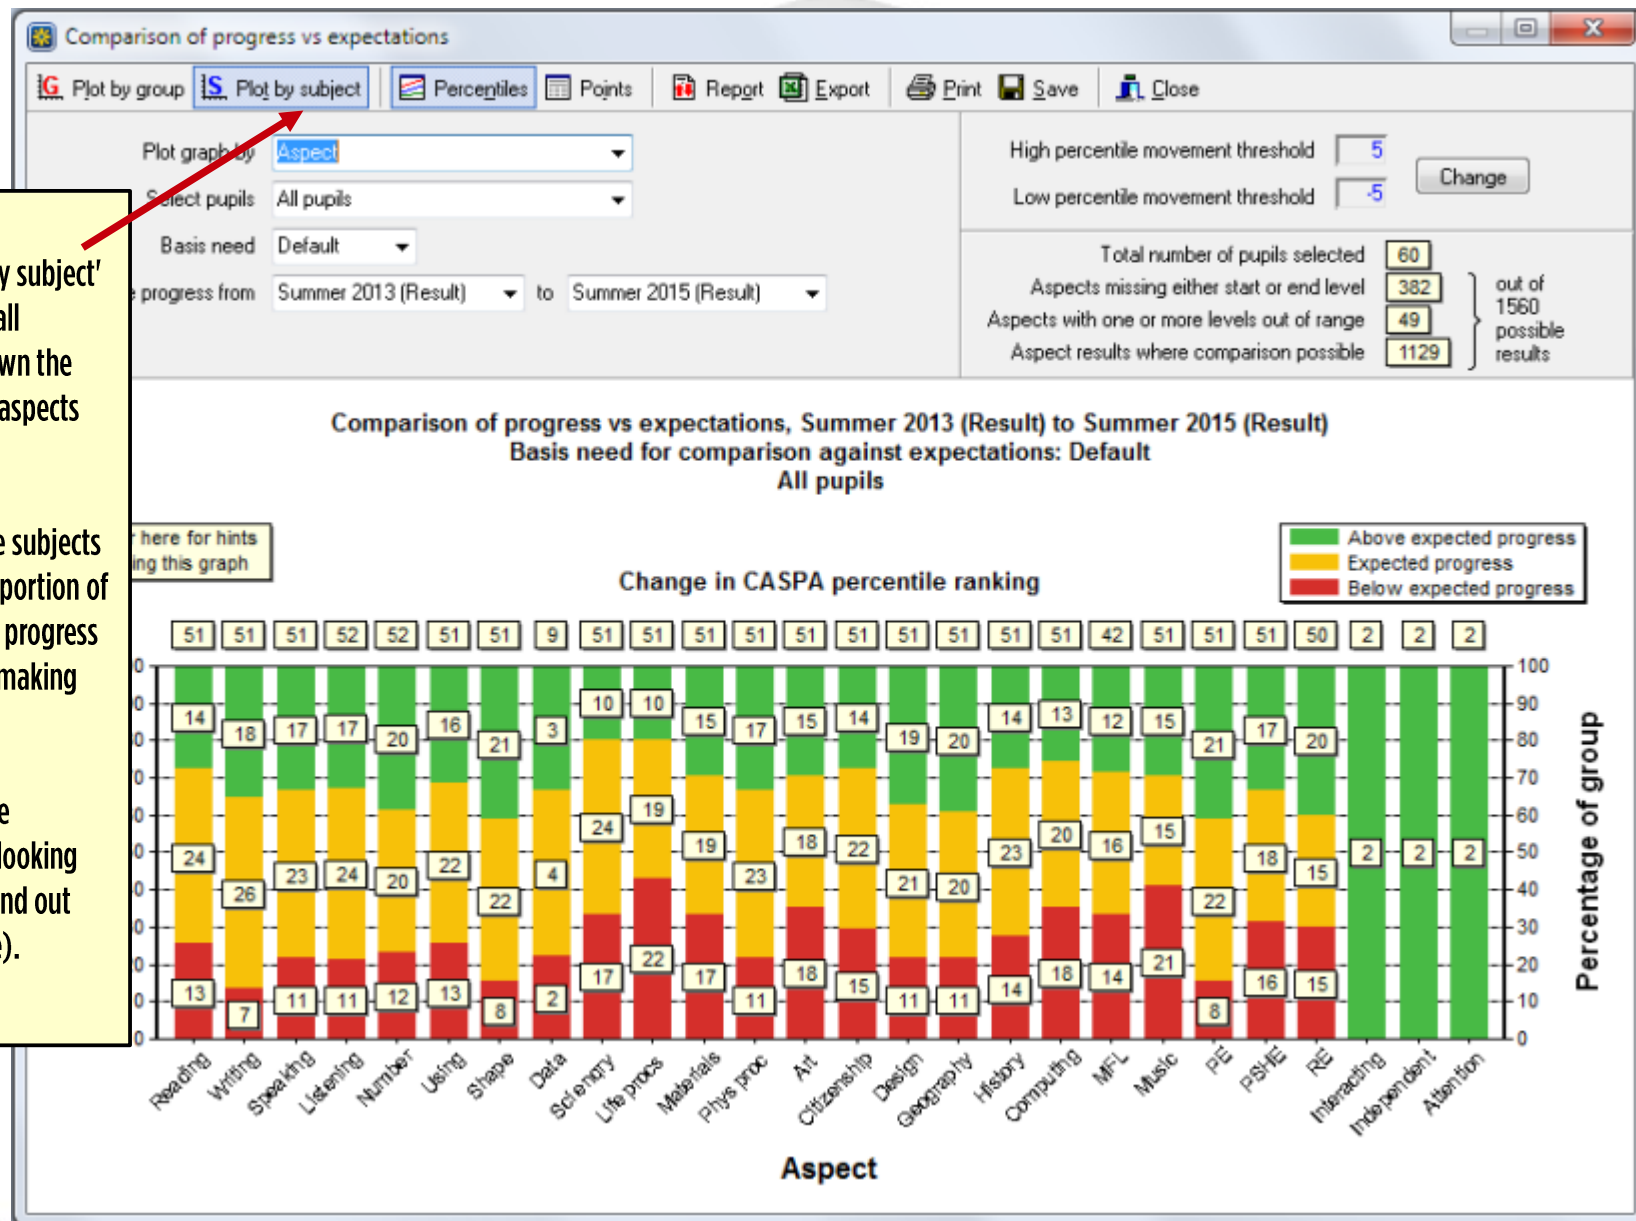 Comparison of progress vs expectations
Plot by group Plot by subject Percentiles Points Report Export Print Save Close
Plot graph by Aspect
Select pupils All pupils
Basis need Default
progress from Summer 2013 (Result) to Summer 2015 (Result)
High percentile movement threshold 5
Low percentile movement threshold -5
Change
Total number of pupils selected 60
Aspects missing either start or end level 382
Aspects with one or more levels out of range 49
Aspect results where comparison possible 1129
out of
1560
possible
results
y subject'
all
wn the
aspects
e subjects
portion of
progress
making
e
looking
nd out
e).
Comparison of progress vs expectations, Summer 2013 (Result) to Summer 2015 (Result)
Basis need for comparison against expectations: Default
All pupils
here for hints
ing this graph
Change in CASPA percentile ranking
Above expected progress
Expected progress
Below expected progress
51 51 51 52 52 51 51 9 51 51 51 51 51 51 51 51 51 51 42 51 51 51 50 2 2 2
14 18 17 17 20 16 21 3 10 10 15 17 15 14 19 20 14 13 12 15 21 17 20
24 26 23 24 20 22 22 4 24 19 19 23 18 22 21 20 23 20 16 15 22 18 15 2 2 2
13 7 11 11 12 13 8 2 17 22 17 11 18 15 11 11 14 18 14 21 8 16 15
100
90
80
70
60
50
40
30
20
10
0
Percentage of group
Reading Writing Speaking Listening Number Using Shape Data Sci enqry Life procs Materials Phys proc Art Citizenship Design Geography History Computing MFL Music PE PSHE RE Interacting Independent Attention
Aspect